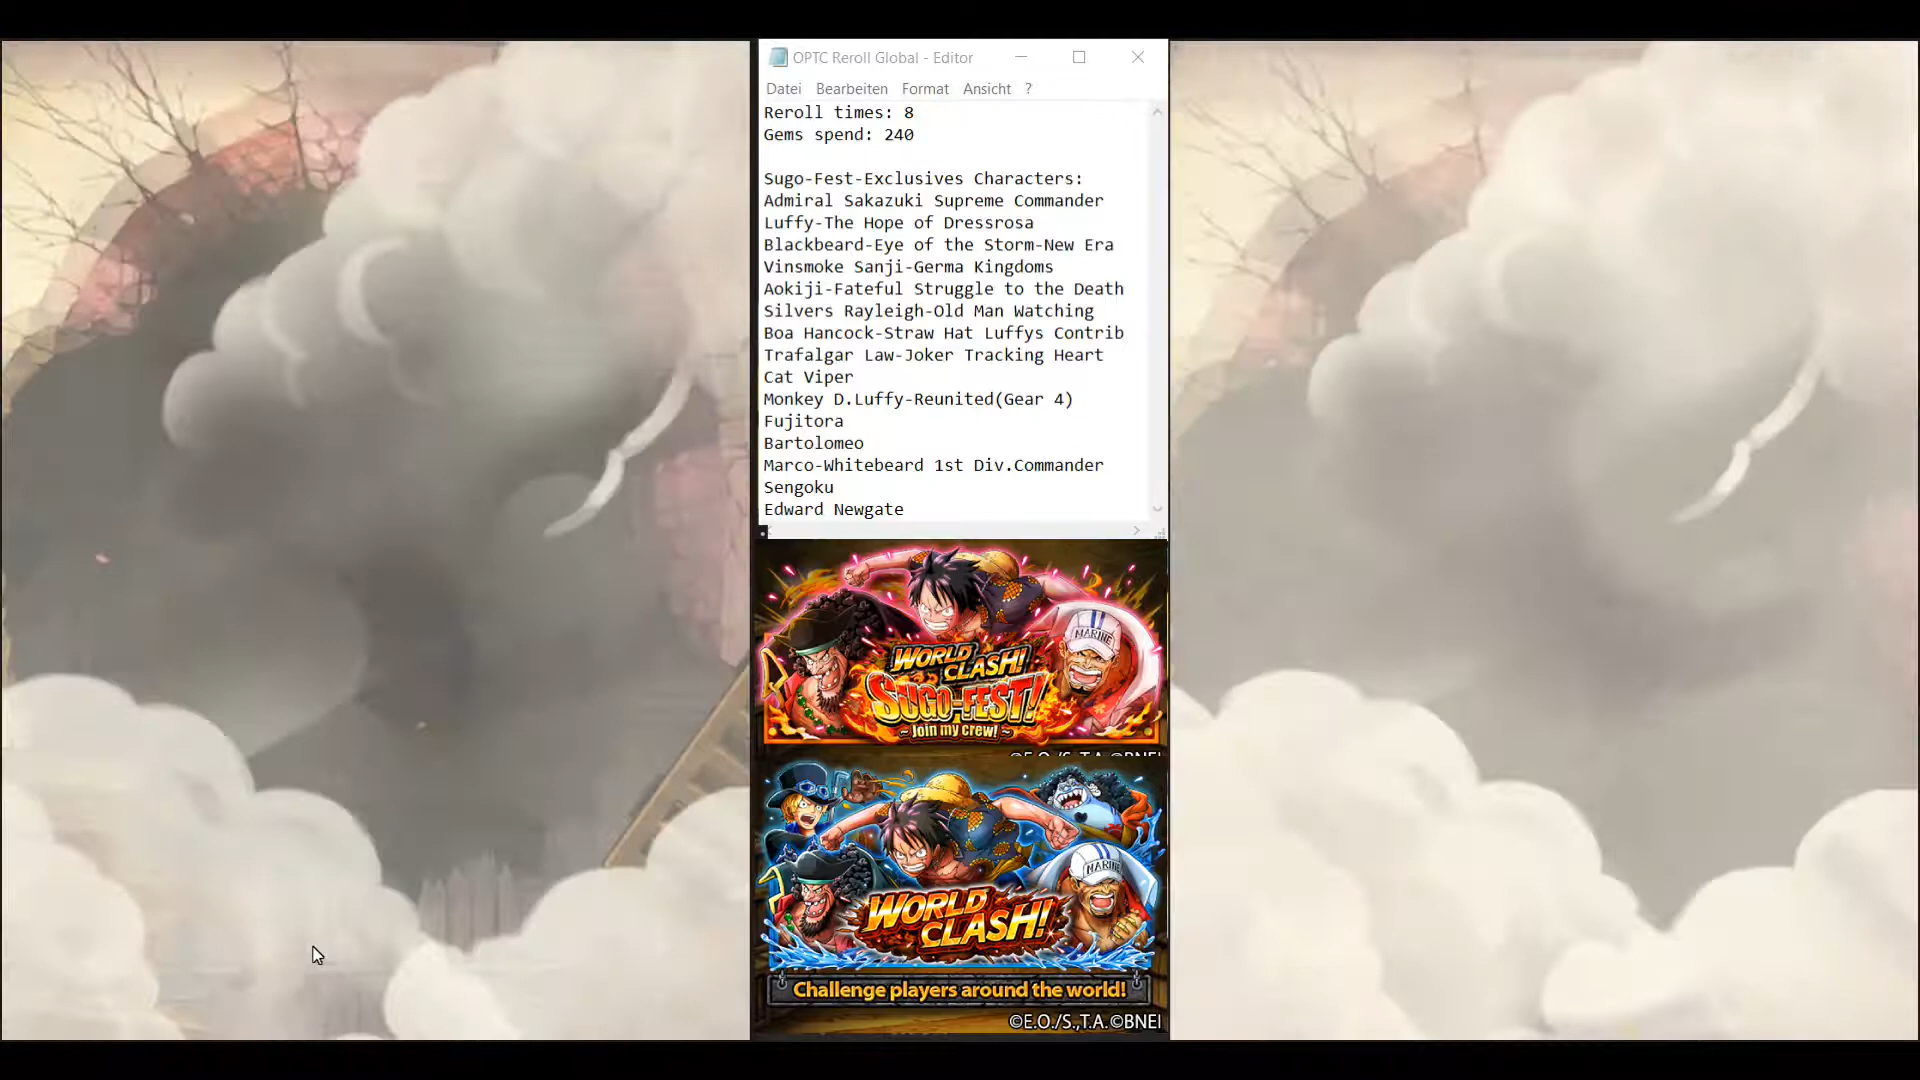 OPTC Reroll Global - Editor
Datei Bearbeiten Format Ansicht ?
Reroll times: 8
Gems spend: 240
Sugo-Fest-Exclusives Characters:
Admiral Sakazuki Supreme Commander
Luffy-The Hope of Dressrosa
Blackbeard-Eye of the Storm-New Era
Vinsmoke Sanji-Germa Kingdoms
Aokiji-Fateful Struggle to the Death
Silvers Rayleigh-Old Man Watching
Boa Hancock-Straw Hat Luffys Contrib
Trafalgar Law-Joker Tracking Heart
Cat Viper
Monkey D.Luffy-Reunited(Gear 4)
Fujitora
Bartolomeo
Marco-Whitebeard 1st Div.Commander
Sengoku
Edward Newgate
MARINE
WORLD
CLASH!
SUGO-FEST!
~ Join my crew! ~
©E.O./S.,T.A.©BNEI
MARINE
WORLD
CLASH!
Challenge players around the world!
©E.O./S.,T.A.©BNEI